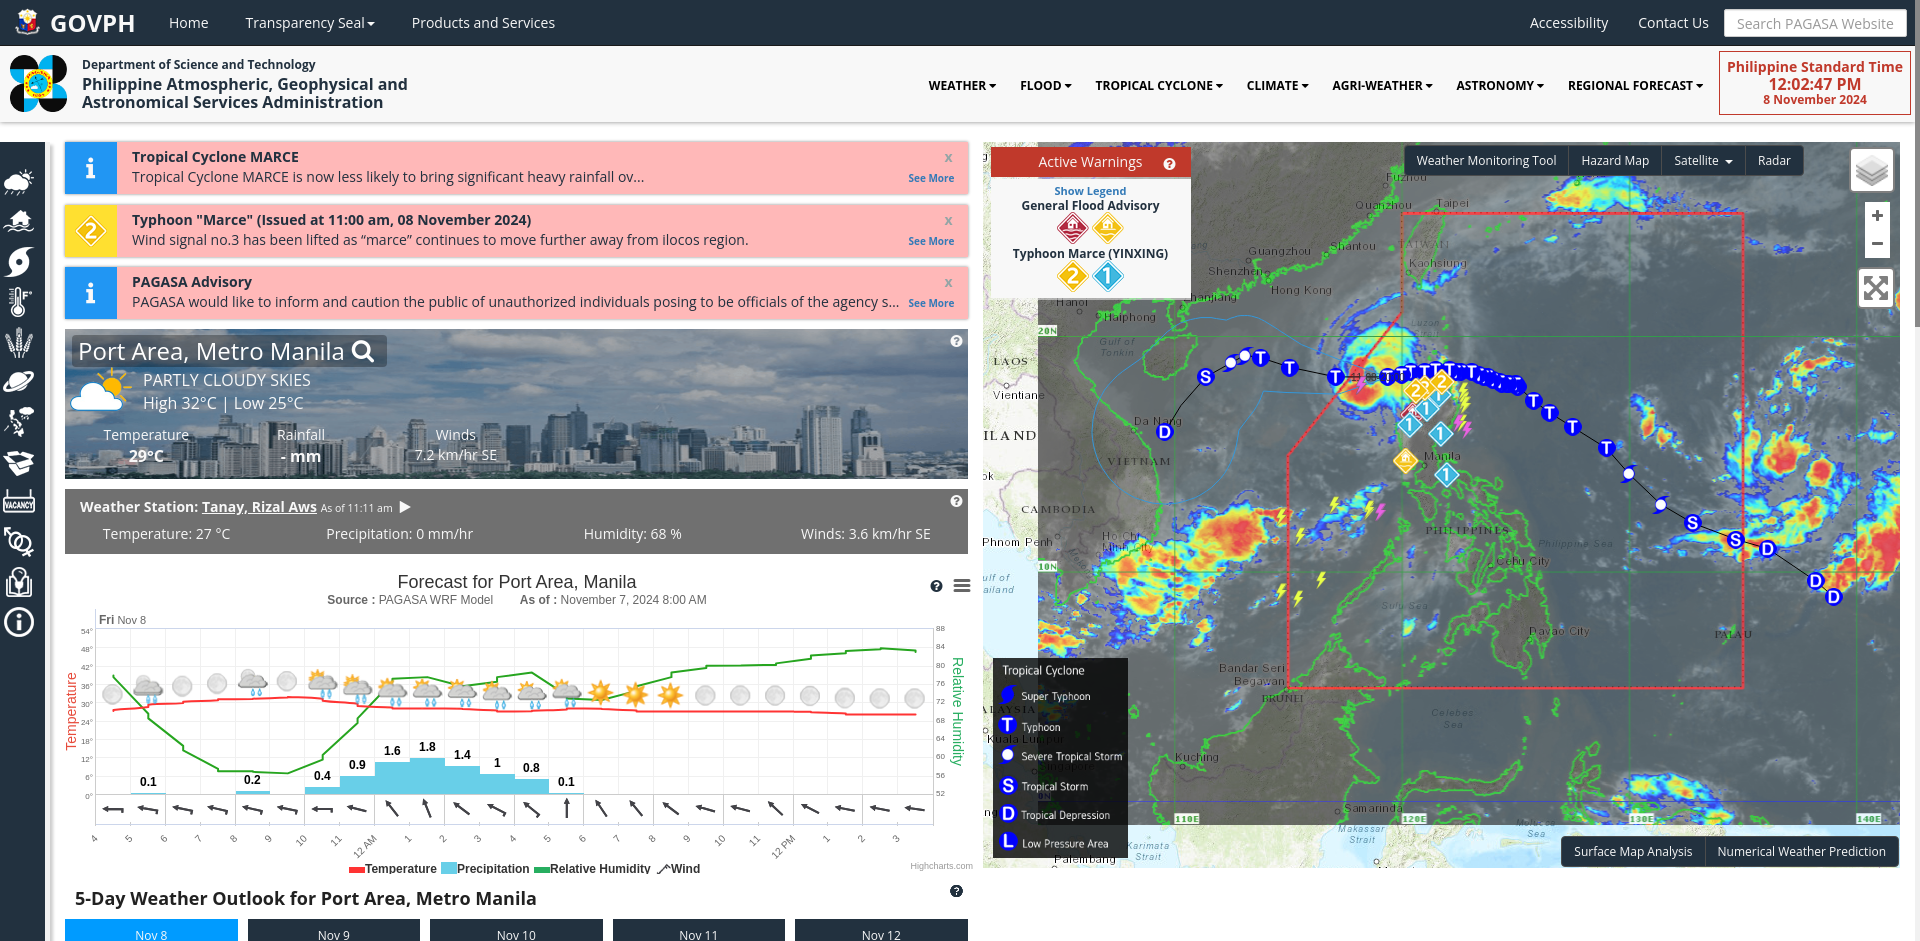 GOVPH
Home
Transparency Seal
Products and Services
Accessibility
Contact Us
Search PAGASA Website
Department of Science and Technology
Philippine Atmospheric, Geophysical and
Astronomical Services Administration
WEATHER
FLOOD
TROPICAL CYCLONE
CLIMATE
AGRI-WEATHER
ASTRONOMY
REGIONAL FORECAST
Philippine Standard Time
12:02:47 PM
8 November 2024
VACANCY
Tropical Cyclone MARCE
x
Tropical Cyclone MARCE is now less likely to bring significant heavy rainfall ov...
See More
2
Typhoon "Marce" (Issued at 11:00 am, 08 November 2024)
x
Wind signal no.3 has been lifted as “marce” continues to move further away from ilocos region.
See More
PAGASA Advisory
x
PAGASA would like to inform and caution the public of unauthorized individuals posing to be officials of the agency s...
See More
Port Area, Metro Manila
PARTLY CLOUDY SKIES
High 32°C | Low 25°C
Temperature
29°C
Rainfall
- mm
Winds
7.2 km/hr SE
Weather Station: Tanay, Rizal Aws As of 11:11 am
Temperature: 27 °C
Precipitation: 0 mm/hr
Humidity: 68 %
Winds: 3.6 km/hr SE
Forecast for Port Area, Manila
Source : PAGASA WRF Model As of : November 7, 2024 8:00 AM
Fri Nov 8
Temperature
54°
48°
42°
36°
30°
24°
18°
12°
6°
0°
0.1
0.2
0.4
0.9
1.6
1.8
1.4
1
0.8
0.1
88
84
80
76
72
68
64
60
56
52
Relative Humidity
4 5 6 7 8 9 10 11 12 AM 1 2 3 4 5 6 7 8 9 10 11 12 PM 1 2 3
Temperature Precipitation Relative Humidity Wind
Highcharts.com
5-Day Weather Outlook for Port Area, Metro Manila
Nov 8
Nov 9
Nov 10
Nov 11
Nov 12
Active Warnings
Show Legend
General Flood Advisory
Typhoon Marce (YINXING)
2
1
Weather Monitoring Tool
Hazard Map
Satellite
Radar
+
−
Fuzhou
Quanzhou
Taipei
TAIWAN
Guangzhou
Shantou
Kaohsiung
Shenzhen
Hong Kong
Zhanjiang
Hanoi
Haiphong
20N
Gulf of
Tonkin
LAOS
Vientiane
Da Nang
ILAND
VIETNAM
Manila
CAMBODIA
Phnom Penh
Ho Chi
Minh City
PHILIPPINES
Philippine Sea
Cebu City
10N
Sulu Sea
Davao City
PALAU
Bandar Seri
Begawan
BRUNEI
Celebes
Sea
Kuching
Samarinda
110E
120E
130E
140E
Makassar
Strait
Karimata
Strait
Palembang
Tropical Cyclone
Super Typhoon
T Typhoon
Severe Tropical Storm
S Tropical Storm
D Tropical Depression
L Low Pressure Area
Surface Map Analysis
Numerical Weather Prediction